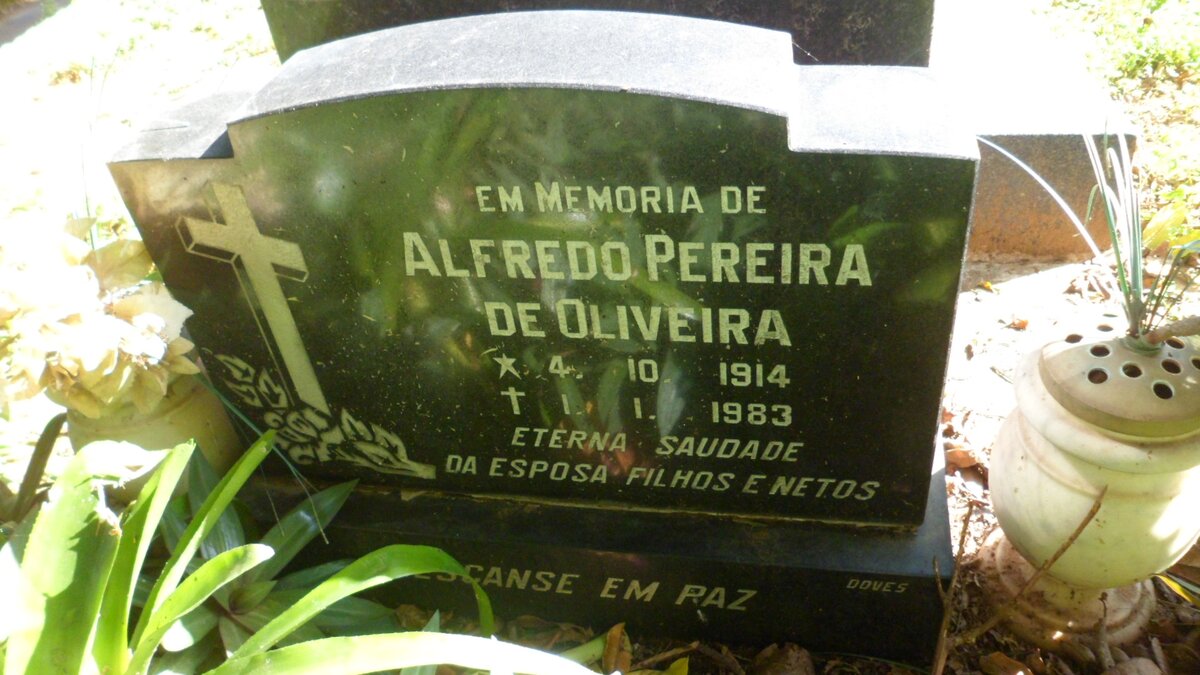 EM MEMORIA DE
ALFREDO PEREIRA
DE OLIVEIRA
★ 4. 10. 1914
✝ 1. 1. 1983
ETERNA SAUDADE
DA ESPOSA FILHOS E NETOS
ESCANSE EM PAZ
DOVES